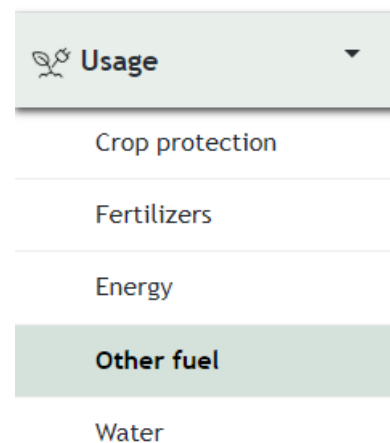 Usage
Crop protection
Fertilizers
Energy
Other fuel
Water